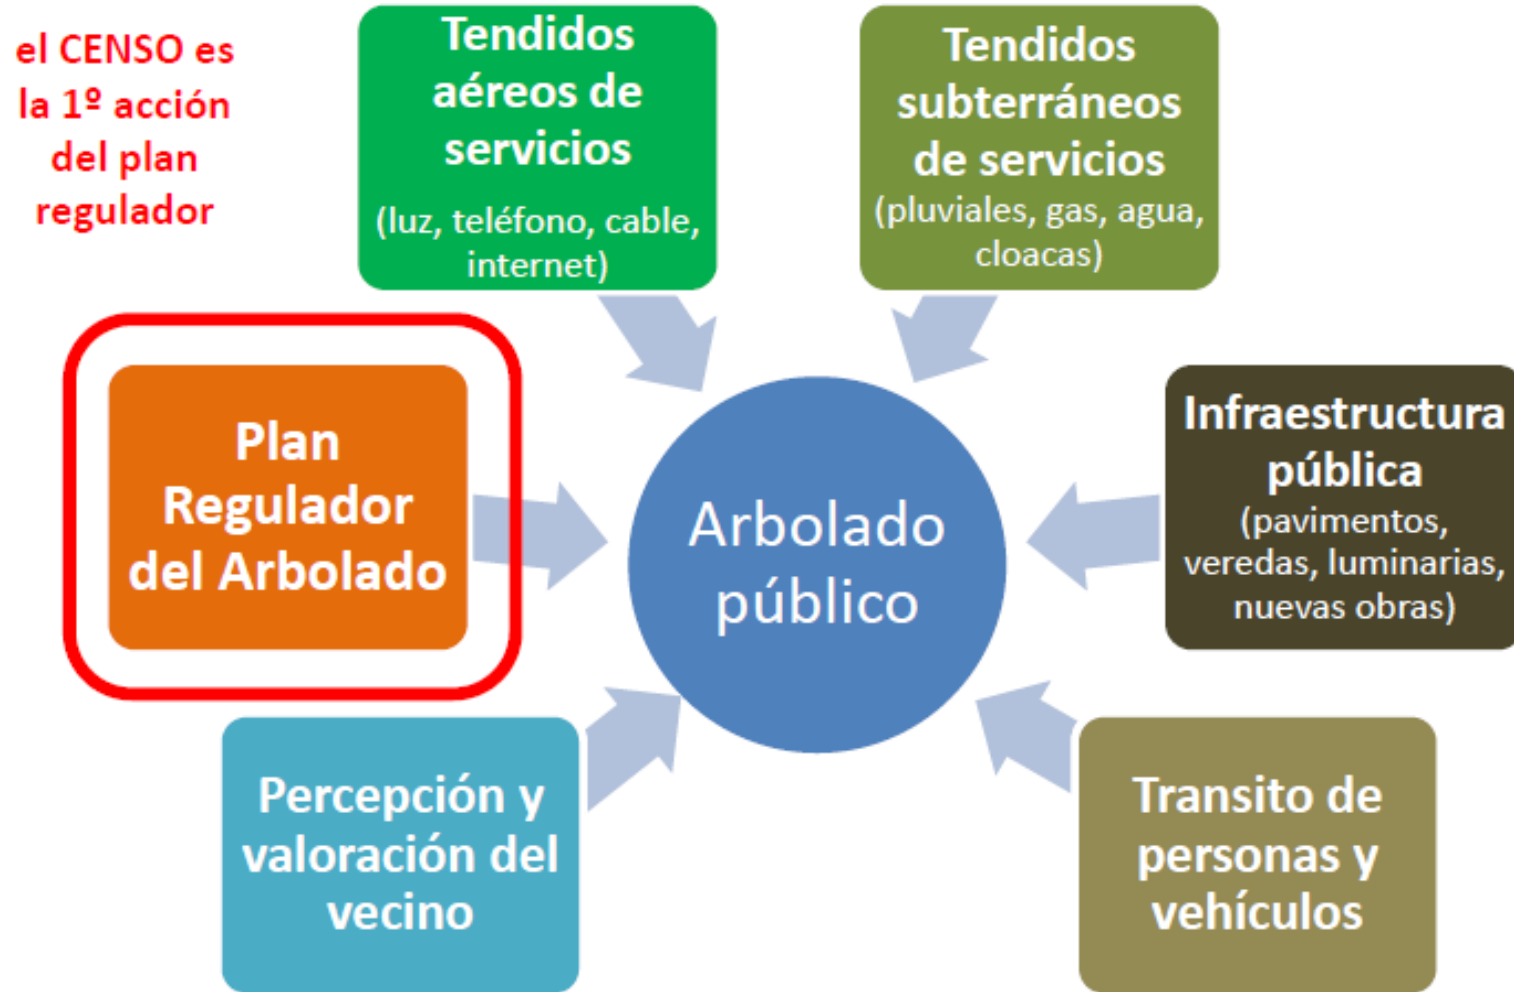 el CENSO es
la 1º acción
del plan
regulador
Tendidos
aéreos de
servicios
(luz, teléfono, cable,
internet)
Tendidos
subterráneos
de servicios
(pluviales, gas, agua,
cloacas)
Plan
Regulador
del Arbolado
Arbolado
público
Infraestructura
pública
(pavimentos,
veredas, luminarias,
nuevas obras)
Percepción y
valoración del
vecino
Transito de
personas y
vehículos